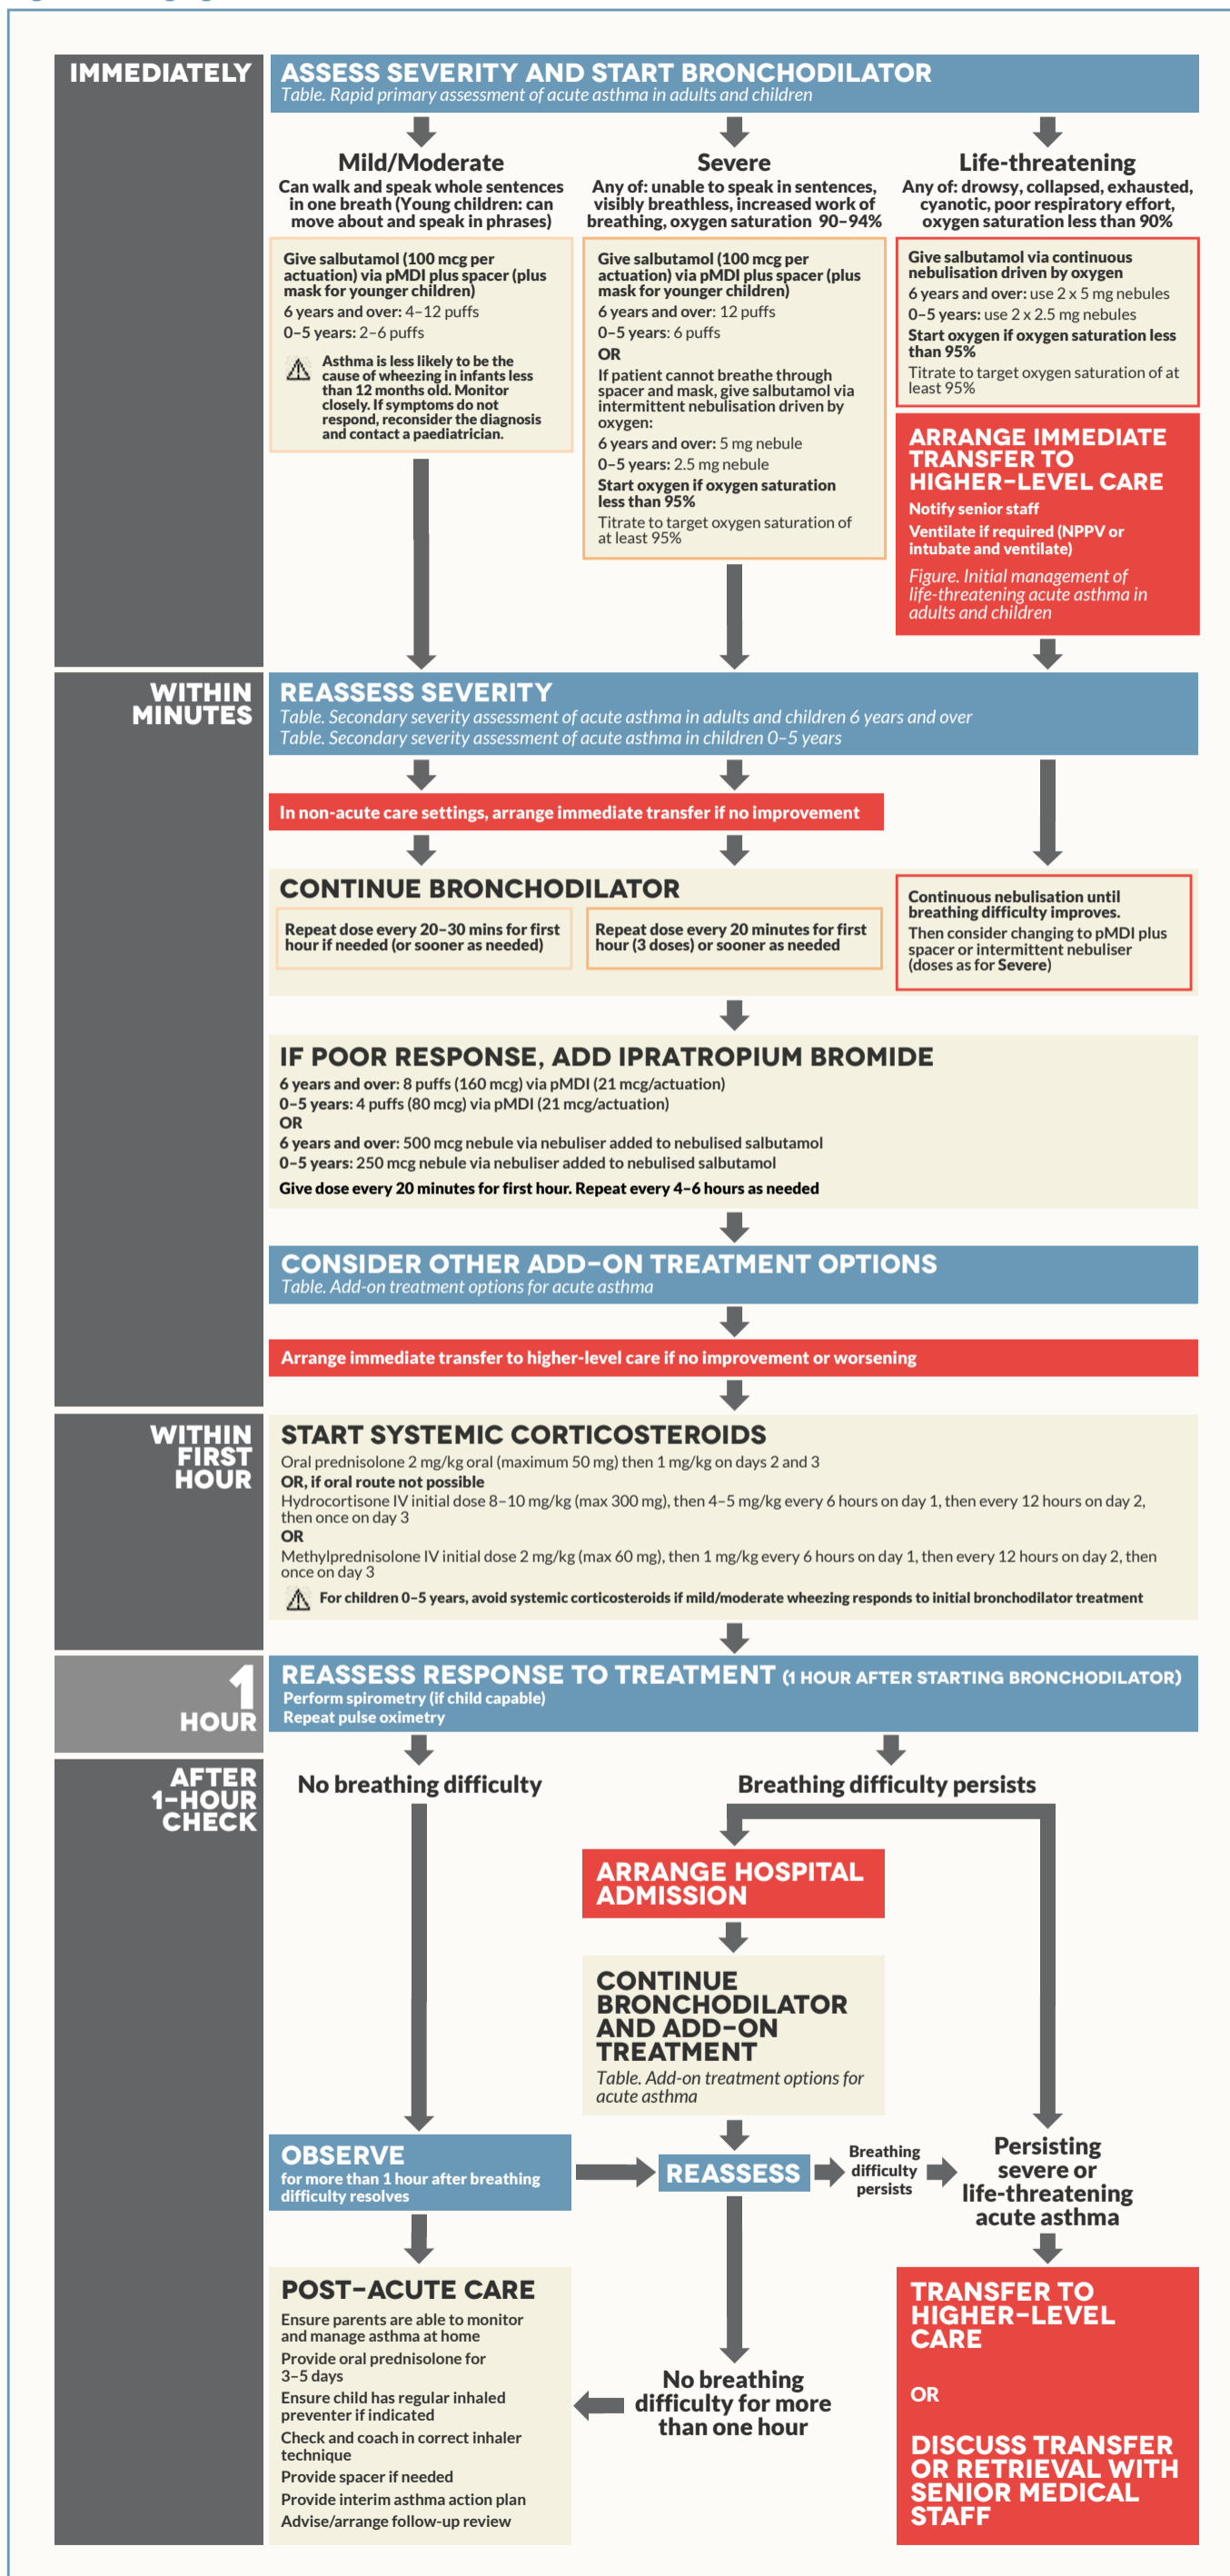 IMMEDIATELY
ASSESS SEVERITY AND START BRONCHODILATOR
Table. Rapid primary assessment of acute asthma in adults and children
Mild/Moderate
Can walk and speak whole sentences
in one breath (Young children: can
move about and speak in phrases)
Give salbutamol (100 mcg per
actuation) via pMDI plus spacer (plus
mask for younger children)
6 years and over: 4–12 puffs
0–5 years: 2–6 puffs
Asthma is less likely to be the
cause of wheezing in infants less
than 12 months old. Monitor
closely. If symptoms do not
respond, reconsider the diagnosis
and contact a paediatrician.
Severe
Any of: unable to speak in sentences,
visibly breathless, increased work of
breathing, oxygen saturation 90–94%
Give salbutamol (100 mcg per
actuation) via pMDI plus spacer (plus
mask for younger children)
6 years and over: 12 puffs
0–5 years: 6 puffs
OR
If patient cannot breathe through
spacer and mask, give salbutamol via
intermittent nebulisation driven by
oxygen:
6 years and over: 5 mg nebule
0–5 years: 2.5 mg nebule
Start oxygen if oxygen saturation
less than 95%
Titrate to target oxygen saturation of
at least 95%
Life-threatening
Any of: drowsy, collapsed, exhausted,
cyanotic, poor respiratory effort,
oxygen saturation less than 90%
Give salbutamol via continuous
nebulisation driven by oxygen
6 years and over: use 2 x 5 mg nebules
0–5 years: use 2 x 2.5 mg nebules
Start oxygen if oxygen saturation less
than 95%
Titrate to target oxygen saturation of at
least 95%
ARRANGE IMMEDIATE
TRANSFER TO
HIGHER-LEVEL CARE
Notify senior staff
Ventilate if required (NPPV or
intubate and ventilate)
Figure. Initial management of
life-threatening acute asthma in
adults and children
WITHIN
MINUTES
REASSESS SEVERITY
Table. Secondary severity assessment of acute asthma in adults and children 6 years and over
Table. Secondary severity assessment of acute asthma in children 0–5 years
In non-acute care settings, arrange immediate transfer if no improvement
CONTINUE BRONCHODILATOR
Repeat dose every 20–30 mins for first
hour if needed (or sooner as needed)
Repeat dose every 20 minutes for first
hour (3 doses) or sooner as needed
Continuous nebulisation until
breathing difficulty improves.
Then consider changing to pMDI plus
spacer or intermittent nebuliser
(doses as for Severe)
IF POOR RESPONSE, ADD IPRATROPIUM BROMIDE
6 years and over: 8 puffs (160 mcg) via pMDI (21 mcg/actuation)
0–5 years: 4 puffs (80 mcg) via pMDI (21 mcg/actuation)
OR
6 years and over: 500 mcg nebule via nebuliser added to nebulised salbutamol
0–5 years: 250 mcg nebule via nebuliser added to nebulised salbutamol
Give dose every 20 minutes for first hour. Repeat every 4–6 hours as needed
CONSIDER OTHER ADD-ON TREATMENT OPTIONS
Table. Add-on treatment options for acute asthma
Arrange immediate transfer to higher-level care if no improvement or worsening
WITHIN
FIRST
HOUR
START SYSTEMIC CORTICOSTEROIDS
Oral prednisolone 2 mg/kg oral (maximum 50 mg) then 1 mg/kg on days 2 and 3
OR, if oral route not possible
Hydrocortisone IV initial dose 8–10 mg/kg (max 300 mg), then 4–5 mg/kg every 6 hours on day 1, then every 12 hours on day 2,
then once on day 3
OR
Methylprednisolone IV initial dose 2 mg/kg (max 60 mg), then 1 mg/kg every 6 hours on day 1, then every 12 hours on day 2, then
once on day 3
For children 0–5 years, avoid systemic corticosteroids if mild/moderate wheezing responds to initial bronchodilator treatment
1
HOUR
REASSESS RESPONSE TO TREATMENT (1 HOUR AFTER STARTING BRONCHODILATOR)
Perform spirometry (if child capable)
Repeat pulse oximetry
AFTER
1-HOUR
CHECK
No breathing difficulty
Breathing difficulty persists
ARRANGE HOSPITAL
ADMISSION
CONTINUE
BRONCHODILATOR
AND ADD-ON
TREATMENT
Table. Add-on treatment options for
acute asthma
OBSERVE
for more than 1 hour after breathing
difficulty resolves
REASSESS
Breathing
difficulty
persists
Persisting
severe or
life-threatening
acute asthma
POST-ACUTE CARE
Ensure parents are able to monitor
and manage asthma at home
Provide oral prednisolone for
3–5 days
Ensure child has regular inhaled
preventer if indicated
Check and coach in correct inhaler
technique
Provide spacer if needed
Provide interim asthma action plan
Advise/arrange follow-up review
No breathing
difficulty for more
than one hour
TRANSFER TO
HIGHER-LEVEL
CARE
OR
DISCUSS TRANSFER
OR RETRIEVAL WITH
SENIOR MEDICAL
STAFF